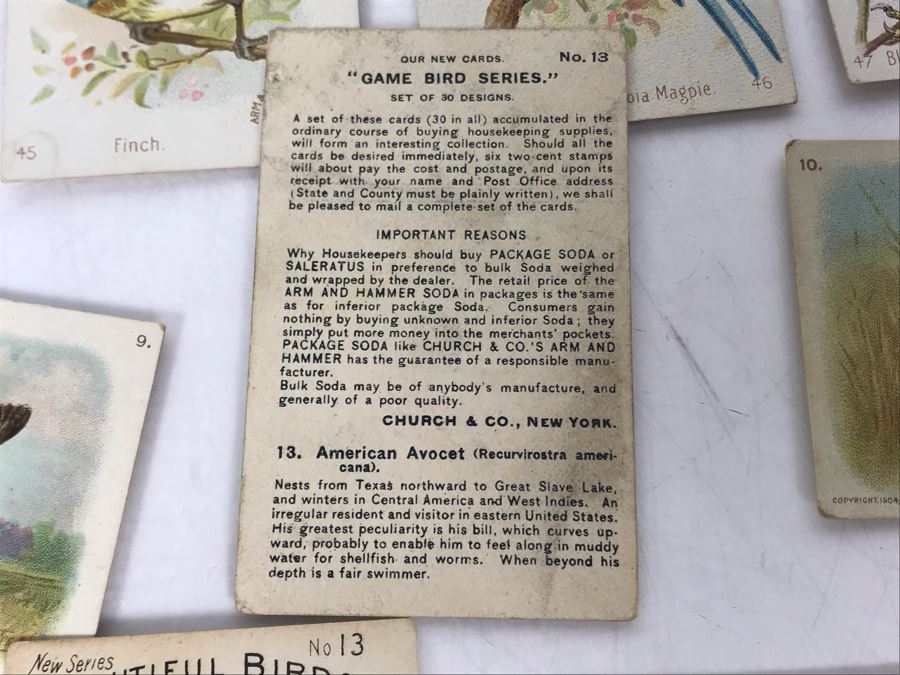 45
Finch.
ARM &
bia Magpie.
46
47
OUR NEW CARDS. No. 13
"GAME BIRD SERIES."
SET OF 30 DESIGNS.
A set of these cards (30 in all) accumulated in the
ordinary course of buying housekeeping supplies,
will form an interesting collection. Should all the
cards be desired immediately, six two-cent stamps
will about pay the cost and postage, and upon its
receipt with your name and Post Office address
(State and County must be plainly written), we shall
be pleased to mail a complete set of the cards.
IMPORTANT REASONS
Why Housekeepers should buy PACKAGE SODA or
SALERATUS in preference to bulk Soda weighed
and wrapped by the dealer. The retail price of the
ARM AND HAMMER SODA in packages is the same
as for inferior package Soda. Consumers gain
nothing by buying unknown and inferior Soda; they
simply put more money into the merchants' pockets.
PACKAGE SODA like CHURCH & CO.'S ARM AND
HAMMER has the guarantee of a responsible manu-
facturer.
Bulk Soda may be of anybody's manufacture, and
generally of a poor quality.
CHURCH & CO., NEW YORK.
13. American Avocet (Recurvirostra ameri-
cana).
Nests from Texas northward to Great Slave Lake,
and winters in Central America and West Indies. An
irregular resident and visitor in eastern United States.
His greatest peculiarity is his bill, which curves up-
ward, probably to enable him to feel along in muddy
water for shellfish and worms. When beyond his
depth is a fair swimmer.
10.
COPYRIGHT. 1904
9.
New Series
No 13
UTIFUL BIRDS